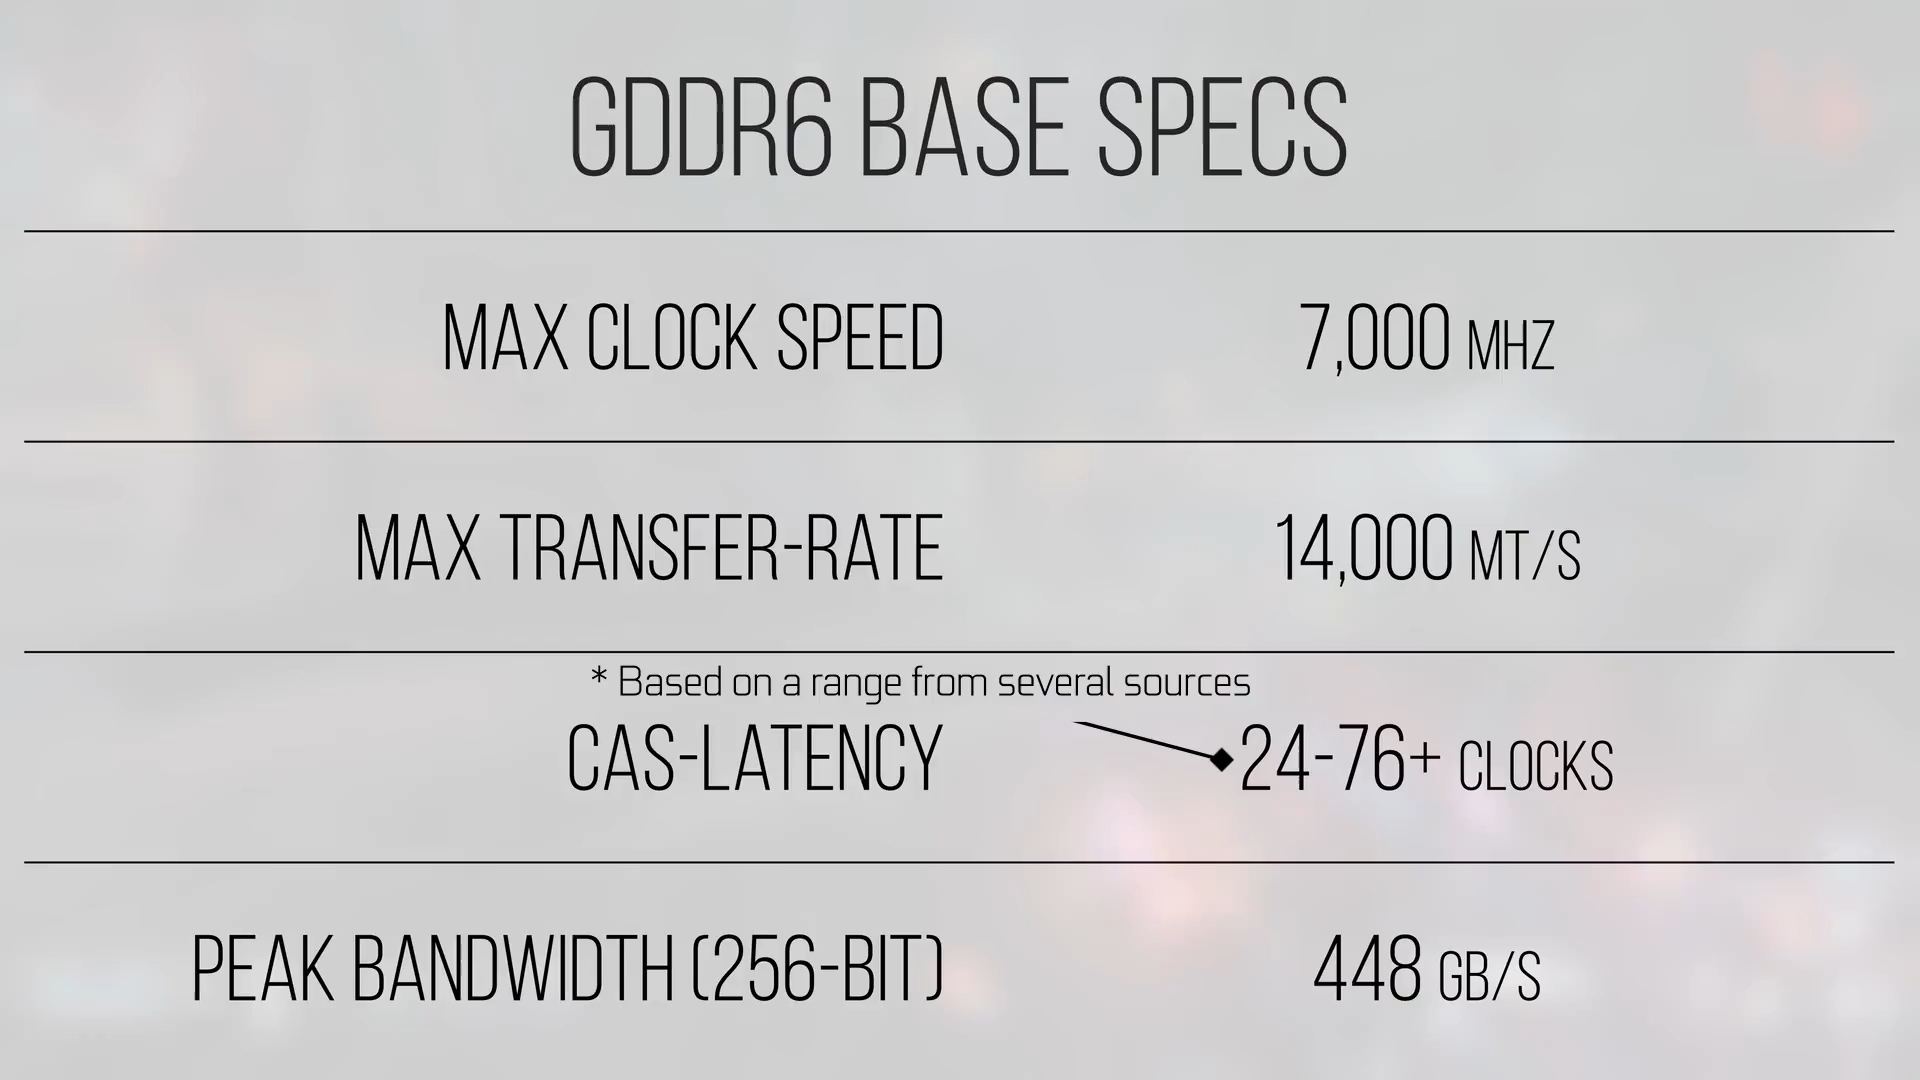 GDDR6 BASE SPECS
MAX CLOCK SPEED 7,000 MHZ
MAX TRANSFER-RATE 14,000 MT/S
* Based on a range from several sources
CAS-LATENCY 24-76+ CLOCKS
PEAK BANDWIDTH (256-BIT) 448 GB/S